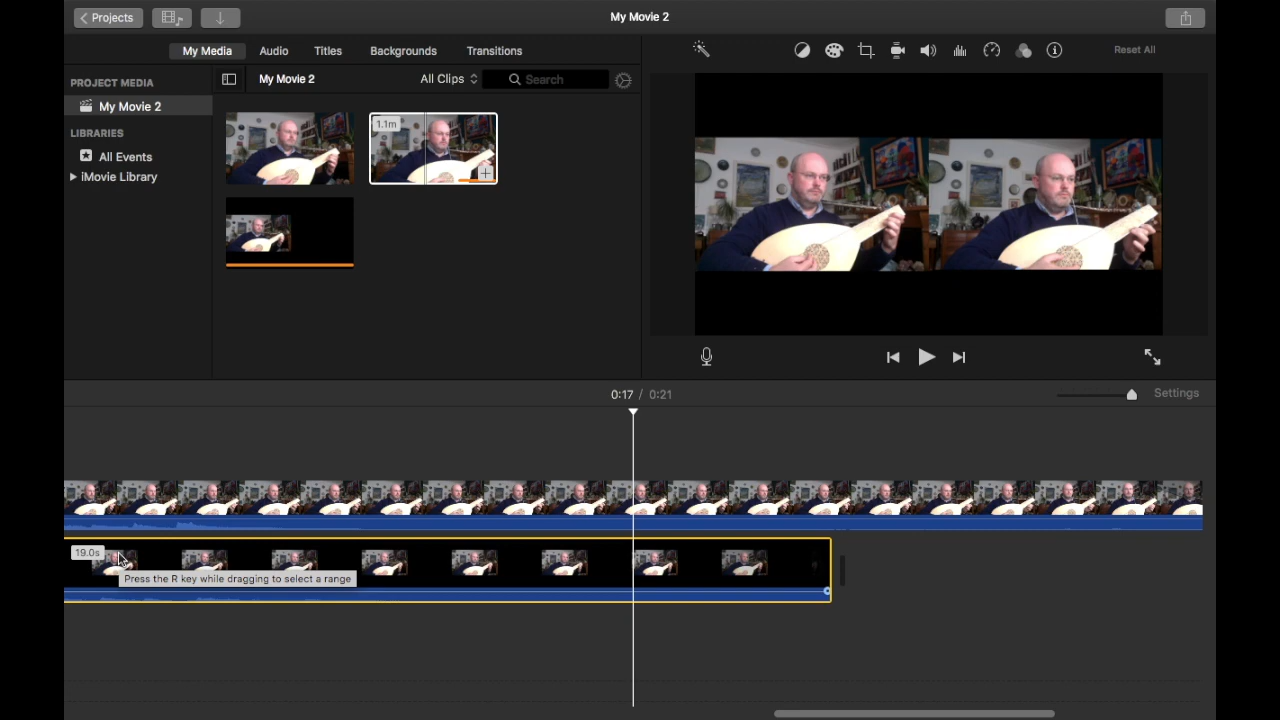 Projects
My Movie 2
My Media Audio Titles Backgrounds Transitions
Reset All
PROJECT MEDIA
My Movie 2
LIBRARIES
All Events
iMovie Library
My Movie 2
All Clips
Search
1.1m
0:17 / 0:21
Settings
19.0s
Press the R key while dragging to select a range